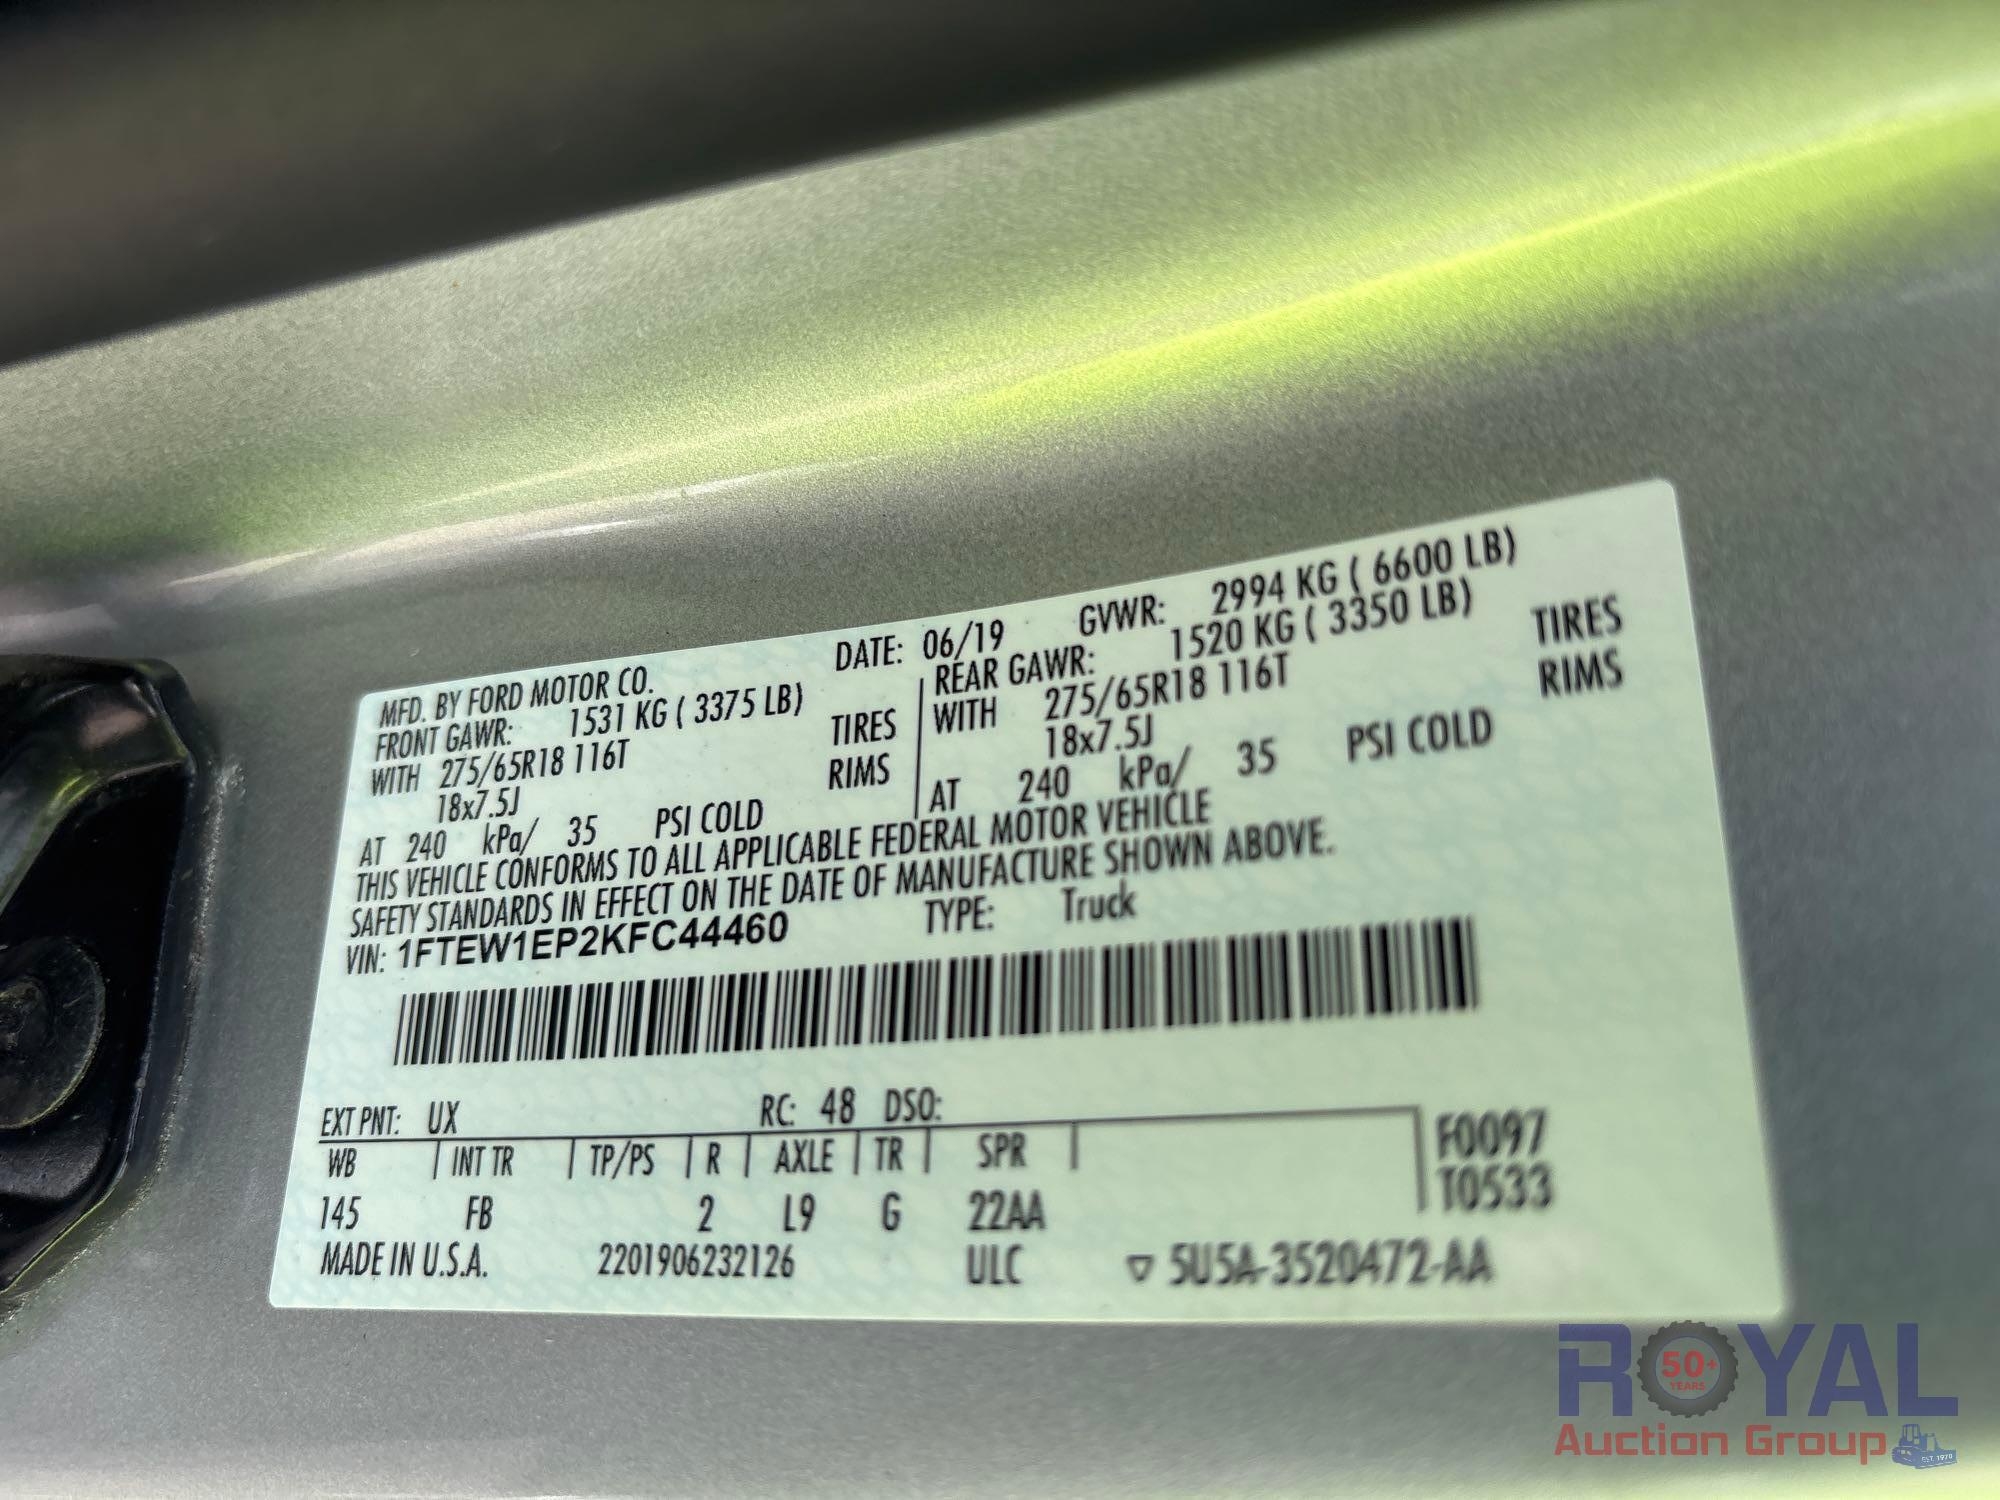 MFD. BY FORD MOTOR CO. DATE: 06/19 GVWR: 2994 KG ( 6600 LB)
FRONT GAWR: 1531 KG ( 3375 LB) REAR GAWR: 1520 KG ( 3350 LB)
WITH 275/65R18 116T TIRES WITH 275/65R18 116T TIRES
18x7.5J RIMS 18x7.5J RIMS
AT 240 kPa/ 35 PSI COLD AT 240 kPa/ 35 PSI COLD
THIS VEHICLE CONFORMS TO ALL APPLICABLE FEDERAL MOTOR VEHICLE
SAFETY STANDARDS IN EFFECT ON THE DATE OF MANUFACTURE SHOWN ABOVE.
VIN: 1FTEW1EP2KFC44460 TYPE: Truck
EXT PNT: UX RC: 48 DSO:
WB INT TR TP/PS R AXLE TR SPR F0097
145 FB 2 L9 G 22AA T0533
MADE IN U.S.A. 2201906232126 ULC ▽ 5U5A-3520472-AA
ROYAL
50+
YEARS
Auction Group
EST. 1970